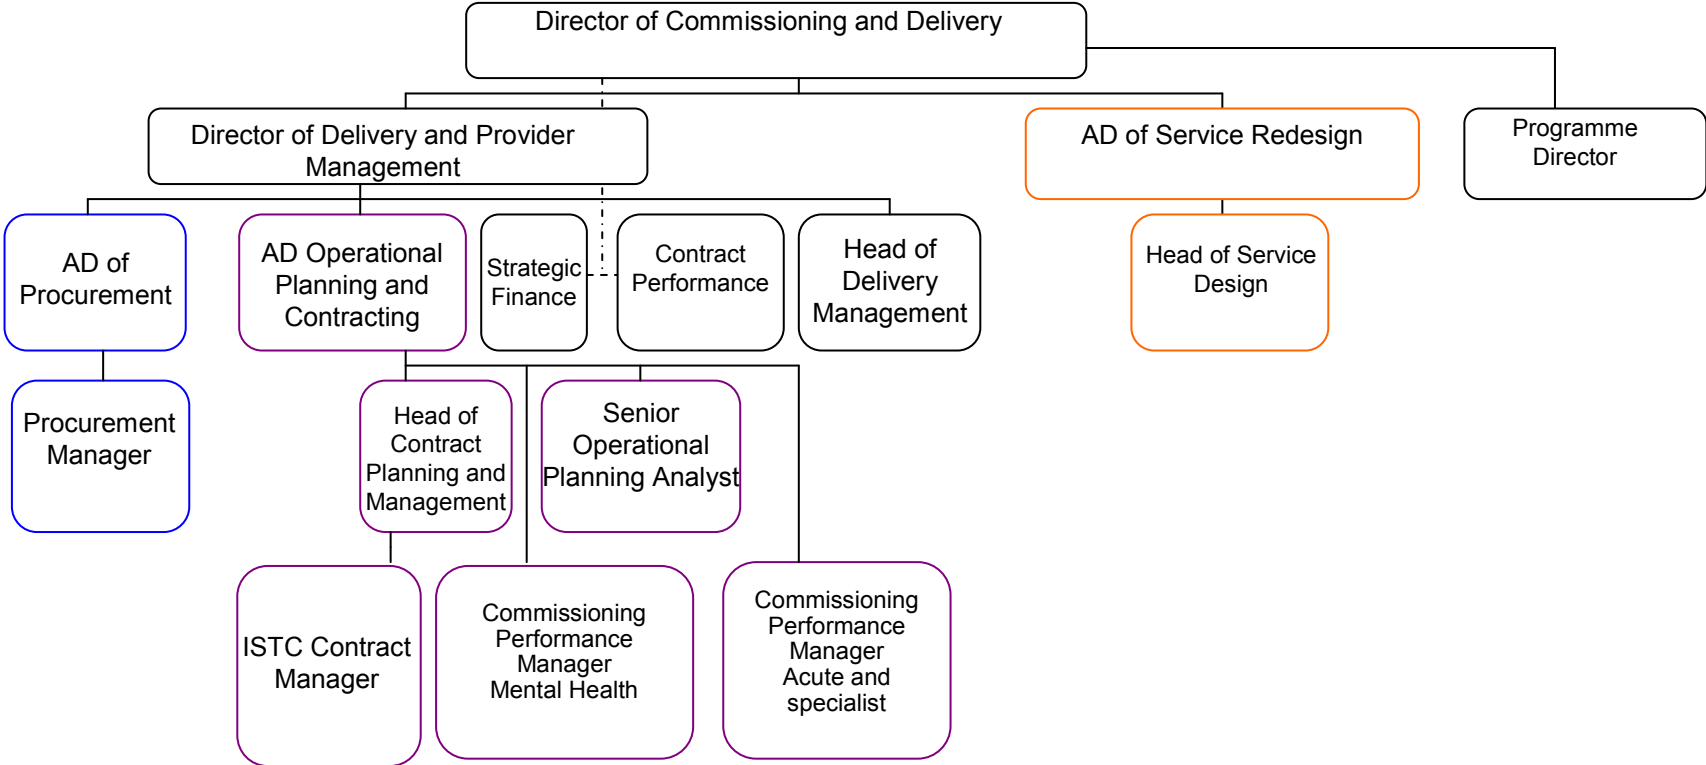 Director of Commissioning and Delivery
Director of Delivery and Provider
Management
AD of Service Redesign
Programme
Director
AD of
Procurement
AD Operational
Planning and
Contracting
Strategic
Finance
Contract
Performance
Head of
Delivery
Management
Head of Service
Design
Procurement
Manager
Head of
Contract
Planning and
Management
Senior
Operational
Planning Analyst
ISTC Contract
Manager
Commissioning
Performance
Manager
Mental Health
Commissioning
Performance
Manager
Acute and
specialist